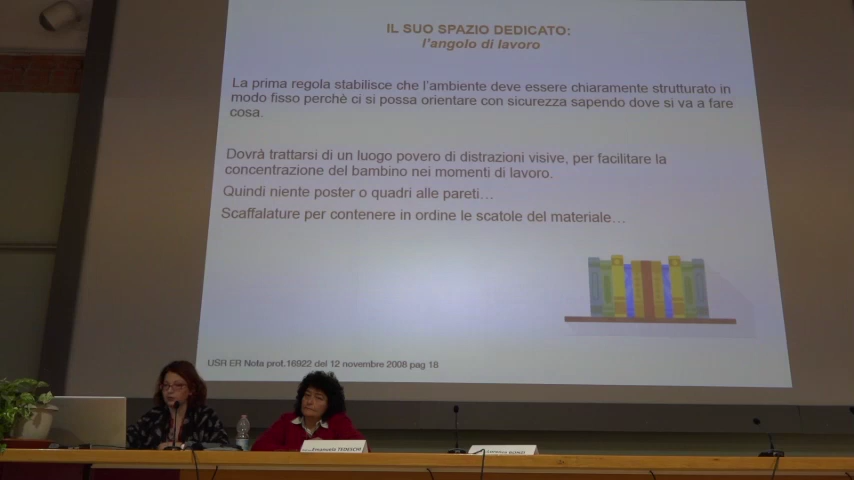 IL SUO SPAZIO DEDICATO:
l'angolo di lavoro
La prima regola stabilisce che l'ambiente deve essere chiaramente strutturato in
modo fisso perchè ci si possa orientare con sicurezza sapendo dove si va a fare
cosa.
Dovrà trattarsi di un luogo povero di distrazioni visive, per facilitare la
concentrazione del bambino nei momenti di lavoro.
Quindi niente poster o quadri alle pareti…
Scaffalature per contenere in ordine le scatole del materiale…
USR ER Nota prot.16922 del 12 novembre 2008 pag 18
TEDESCHI